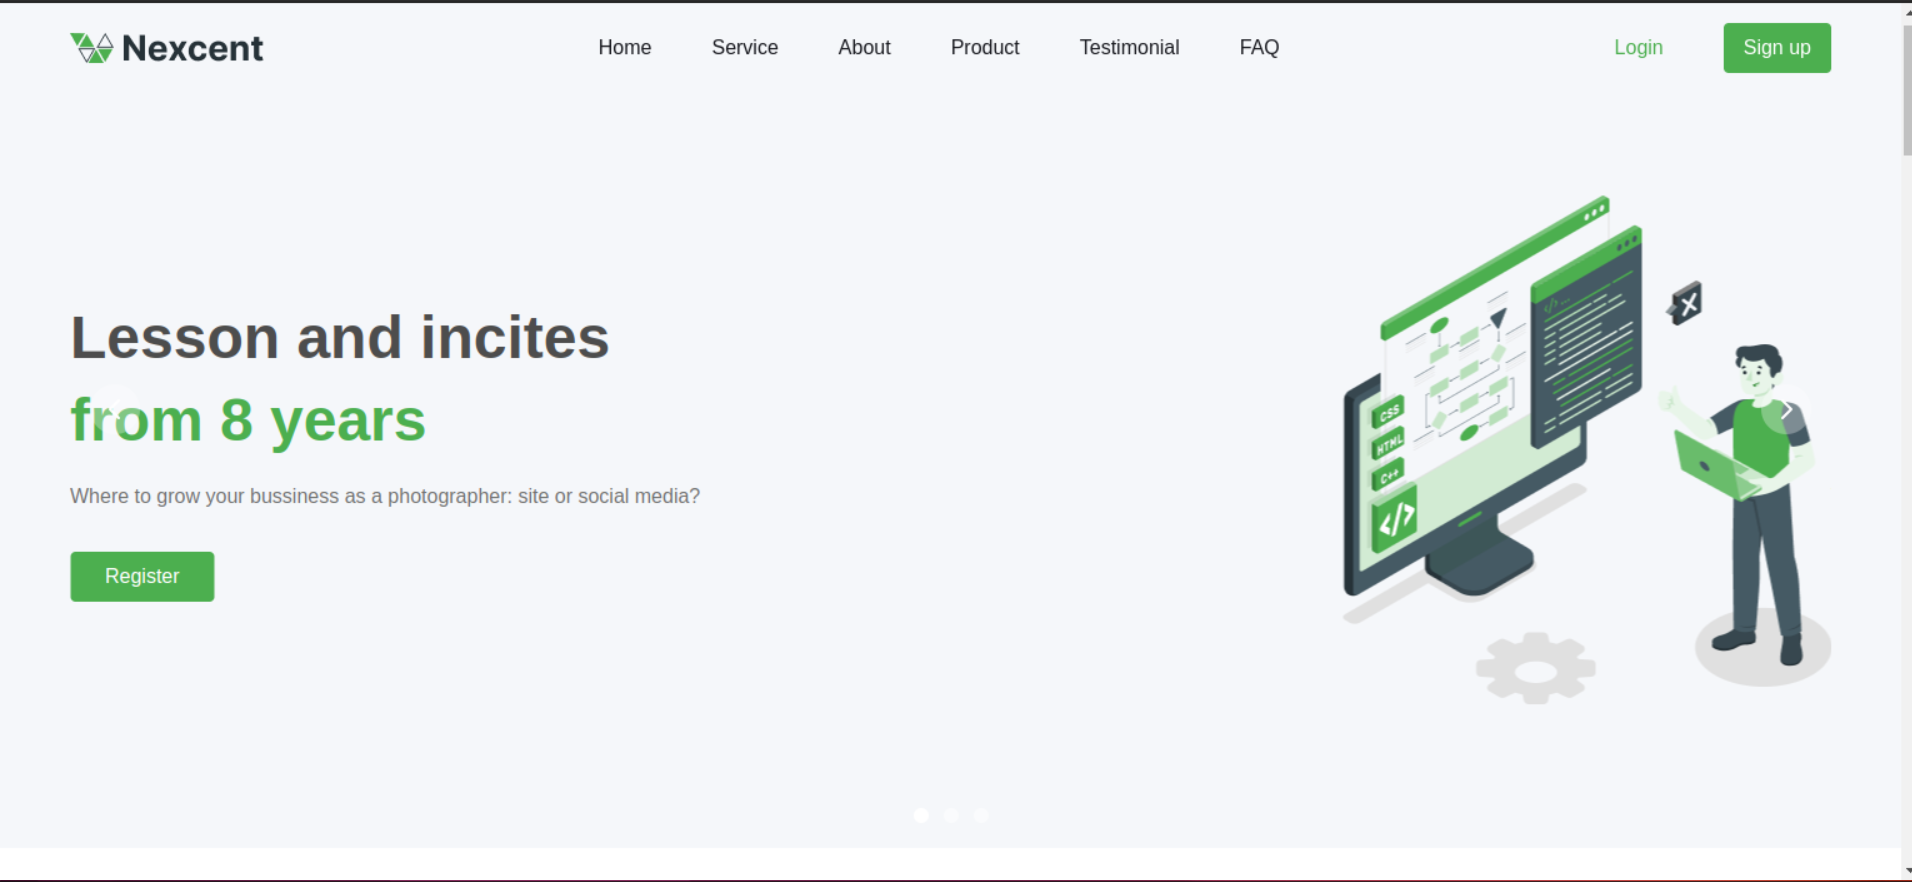 Nexcent
Home Service About Product Testimonial FAQ
Login Sign up
Lesson and incites
from 8 years
Where to grow your bussiness as a photographer: site or social media?
Register
CSS
HTML
C++
</>
</>...